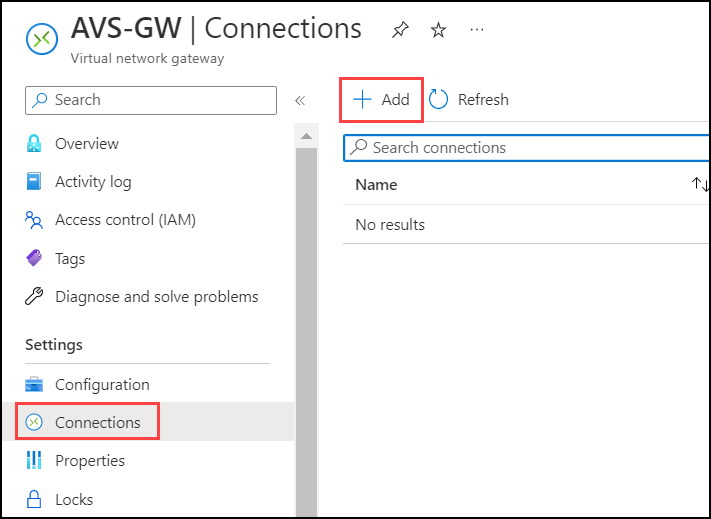 AVS-GW | Connections
Virtual network gateway
Search
Overview
Activity log
Access control (IAM)
Tags
Diagnose and solve problems
Settings
Configuration
Connections
Properties
Locks
Add
Refresh
Search connections
Name
No results